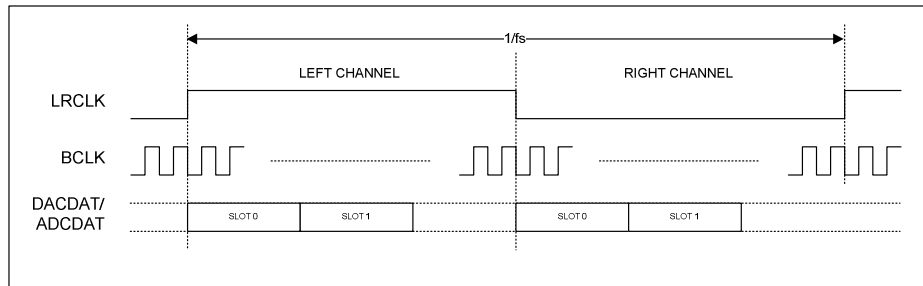 1/fs
LEFT CHANNEL
RIGHT CHANNEL
LRCLK
BCLK
DACDAT/
ADCDAT
SLOT 0
SLOT 1
SLOT 0
SLOT 1